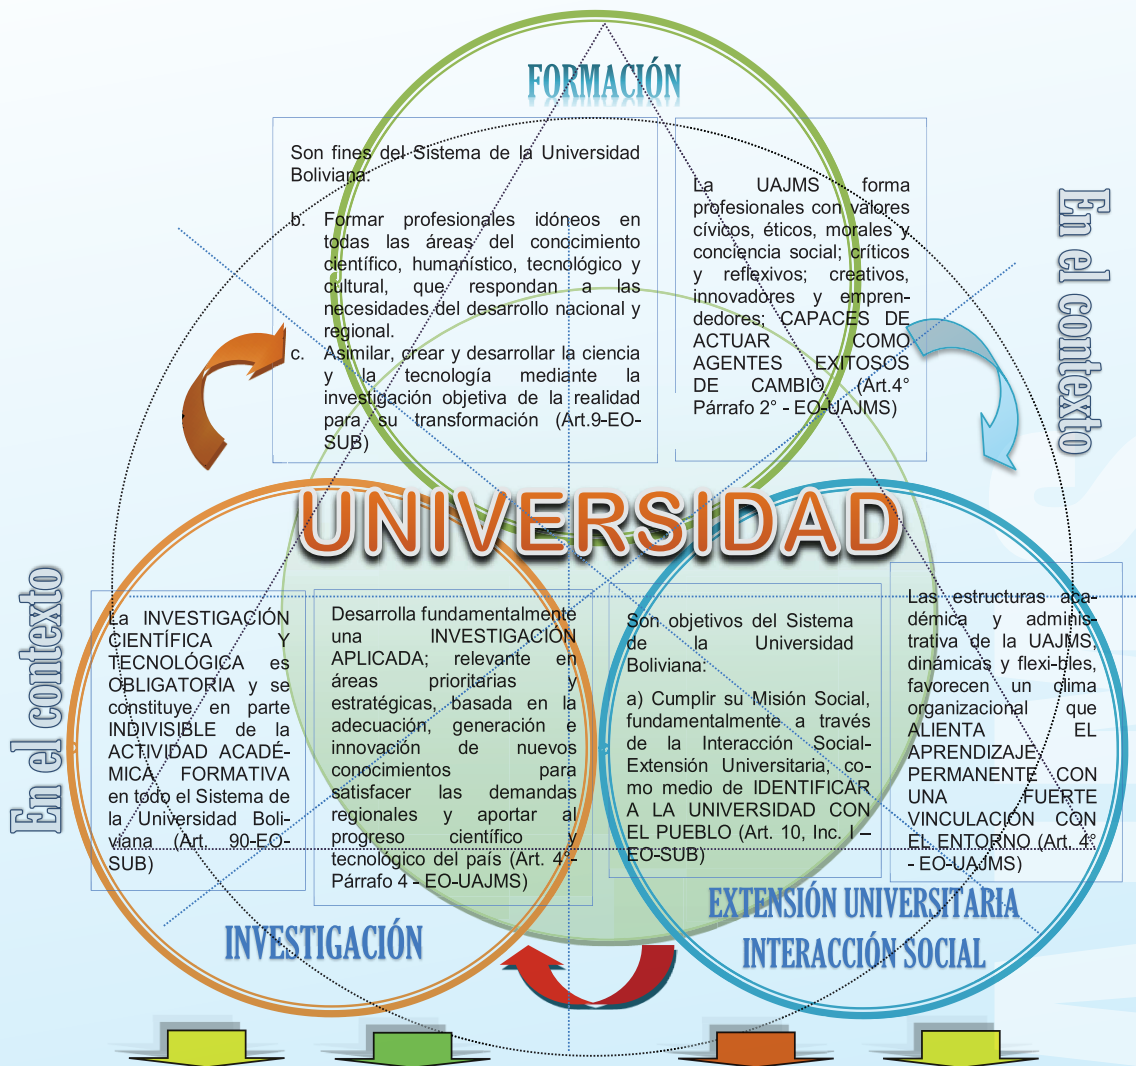 FORMACIÓN
Son fines del Sistema de la Universidad
Boliviana:
b. Formar profesionales idóneos en
todas las áreas del conocimiento
científico, humanístico, tecnológico y
cultural, que respondan a las
necesidades del desarrollo nacional y
regional.
c. Asimilar, crear y desarrollar la ciencia
y la tecnología mediante la
investigación objetiva de la realidad
para su transformación (Art.9-EO-
SUB)
La UAJMS forma
profesionales con valores
cívicos, éticos, morales y
conciencia social; críticos
y reflexivos; creativos,
innovadores y empren-
dedores; CAPACES DE
ACTUAR COMO
AGENTES EXITOSOS
DE CAMBIO (Art.4°
Párrafo 2° - EO-UAJMS)
En el contexto
UNIVERSIDAD
En el contexto
La INVESTIGACIÓN
CIENTÍFICA Y
TECNOLÓGICA es
OBLIGATORIA y se
constituye en parte
INDIVISIBLE de la
ACTIVIDAD ACADÉ-
MICA FORMATIVA
en todo el Sistema de
la Universidad Boli-
viana (Art. 90-EO-
SUB)
Desarrolla fundamentalmente
una INVESTIGACIÓN
APLICADA; relevante en
áreas prioritarias y
estratégicas, basada en la
adecuación, generación e
innovación de nuevos
conocimientos para
satisfacer las demandas
regionales y aportar al
progreso científico y
tecnológico del país (Art. 4°-
Párrafo 4 - EO-UAJMS)
INVESTIGACIÓN
Son objetivos del Sistema
de la Universidad
Boliviana:
a) Cumplir su Misión Social,
fundamentalmente a través
de la Interacción Social-
Extensión Universitaria, co-
mo medio de IDENTIFICAR
A LA UNIVERSIDAD CON
EL PUEBLO (Art. 10, Inc. I –
EO-SUB)
Las estructuras aca-
démica y adminis-
trativa de la UAJMS,
dinámicas y flexi-bles,
favorecen un clima
organizacional que
ALIENTA EL
APRENDIZAJE
PERMANENTE CON
UNA FUERTE
VINCULACIÓN CON
EL ENTORNO (Art. 4°
- EO-UAJMS)
EXTENSIÓN UNIVERSITARIA
INTERACCIÓN SOCIAL